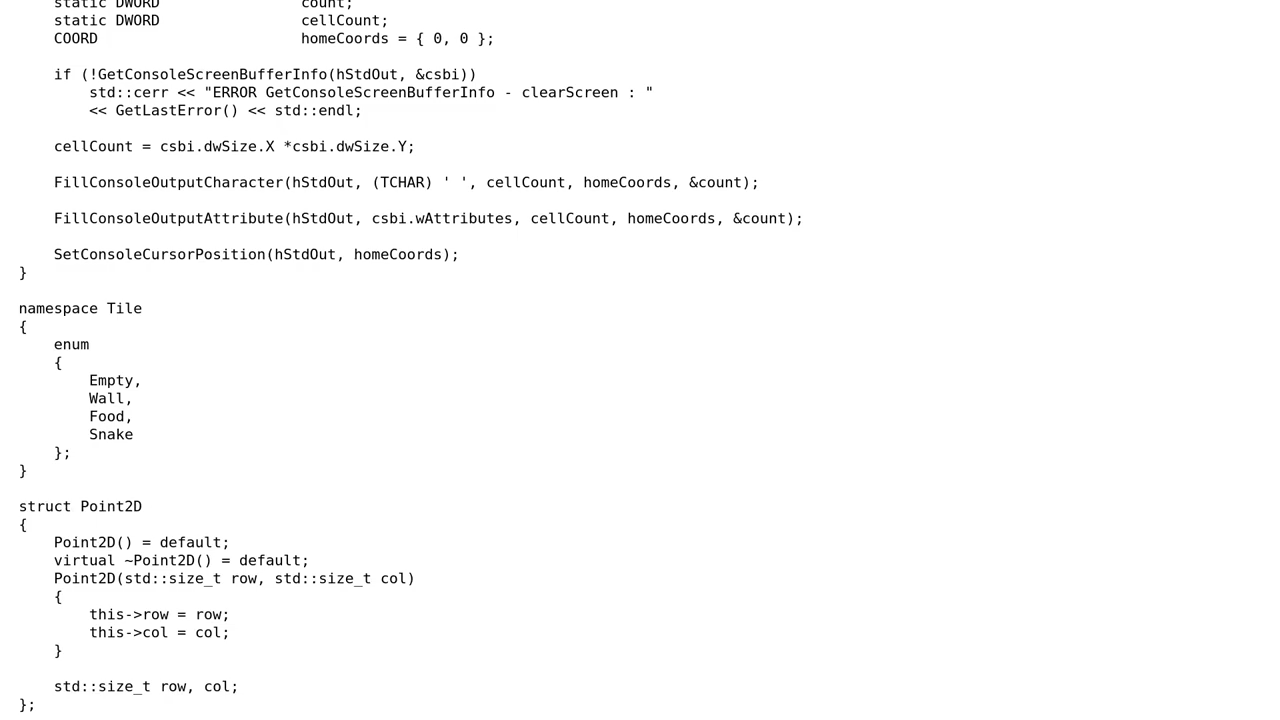 static DWORD                count;
    static DWORD                cellCount;
    COORD                       homeCoords = { 0, 0 };

    if (!GetConsoleScreenBufferInfo(hStdOut, &csbi))
        std::cerr << "ERROR GetConsoleScreenBufferInfo - clearScreen : "
        << GetLastError() << std::endl;

    cellCount = csbi.dwSize.X *csbi.dwSize.Y;

    FillConsoleOutputCharacter(hStdOut, (TCHAR) ' ', cellCount, homeCoords, &count);

    FillConsoleOutputAttribute(hStdOut, csbi.wAttributes, cellCount, homeCoords, &count);

    SetConsoleCursorPosition(hStdOut, homeCoords);
}

namespace Tile
{
    enum
    {
        Empty,
        Wall,
        Food,
        Snake
    };
}

struct Point2D
{
    Point2D() = default;
    virtual ~Point2D() = default;
    Point2D(std::size_t row, std::size_t col)
    {
        this->row = row;
        this->col = col;
    }

    std::size_t row, col;
};